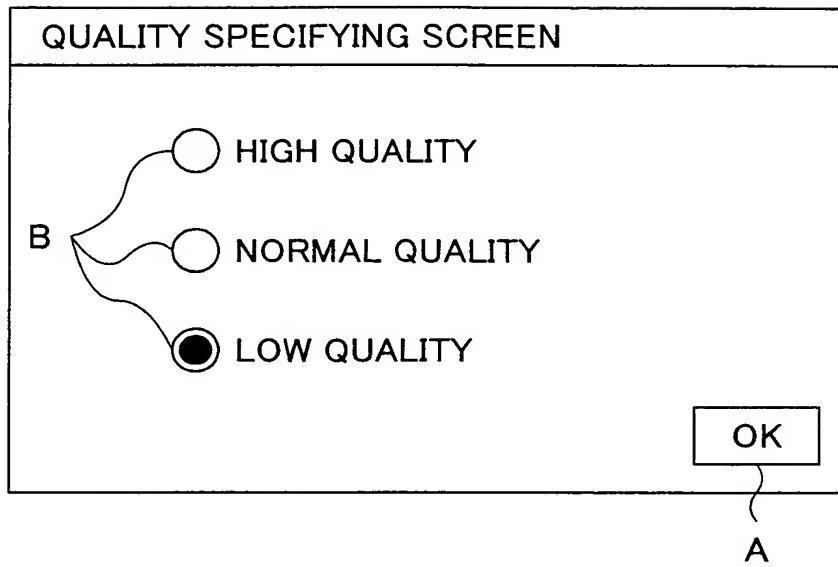 QUALITY SPECIFYING SCREEN
HIGH QUALITY
B
NORMAL QUALITY
LOW QUALITY
OK
A